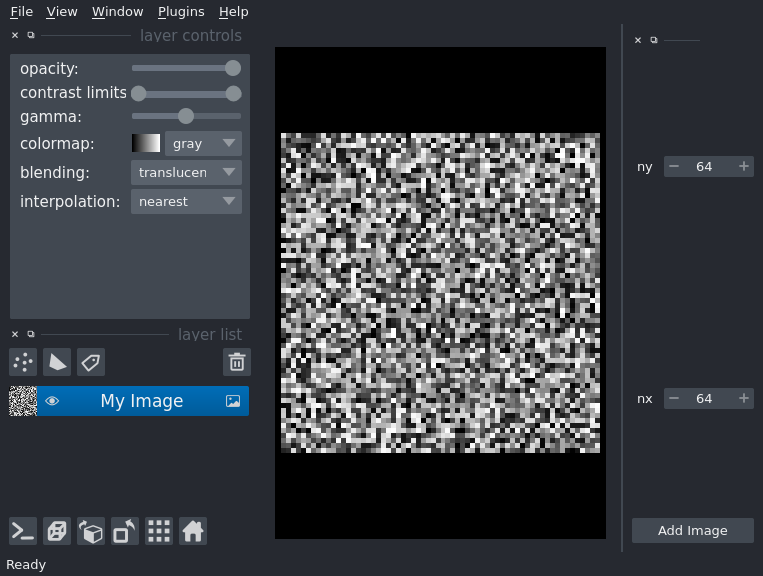 File View Window Plugins Help
layer controls
opacity:
contrast limits
gamma:
colormap: gray
blending: translucen
interpolation: nearest
layer list
My Image
ny 64
nx 64
Add Image
Ready